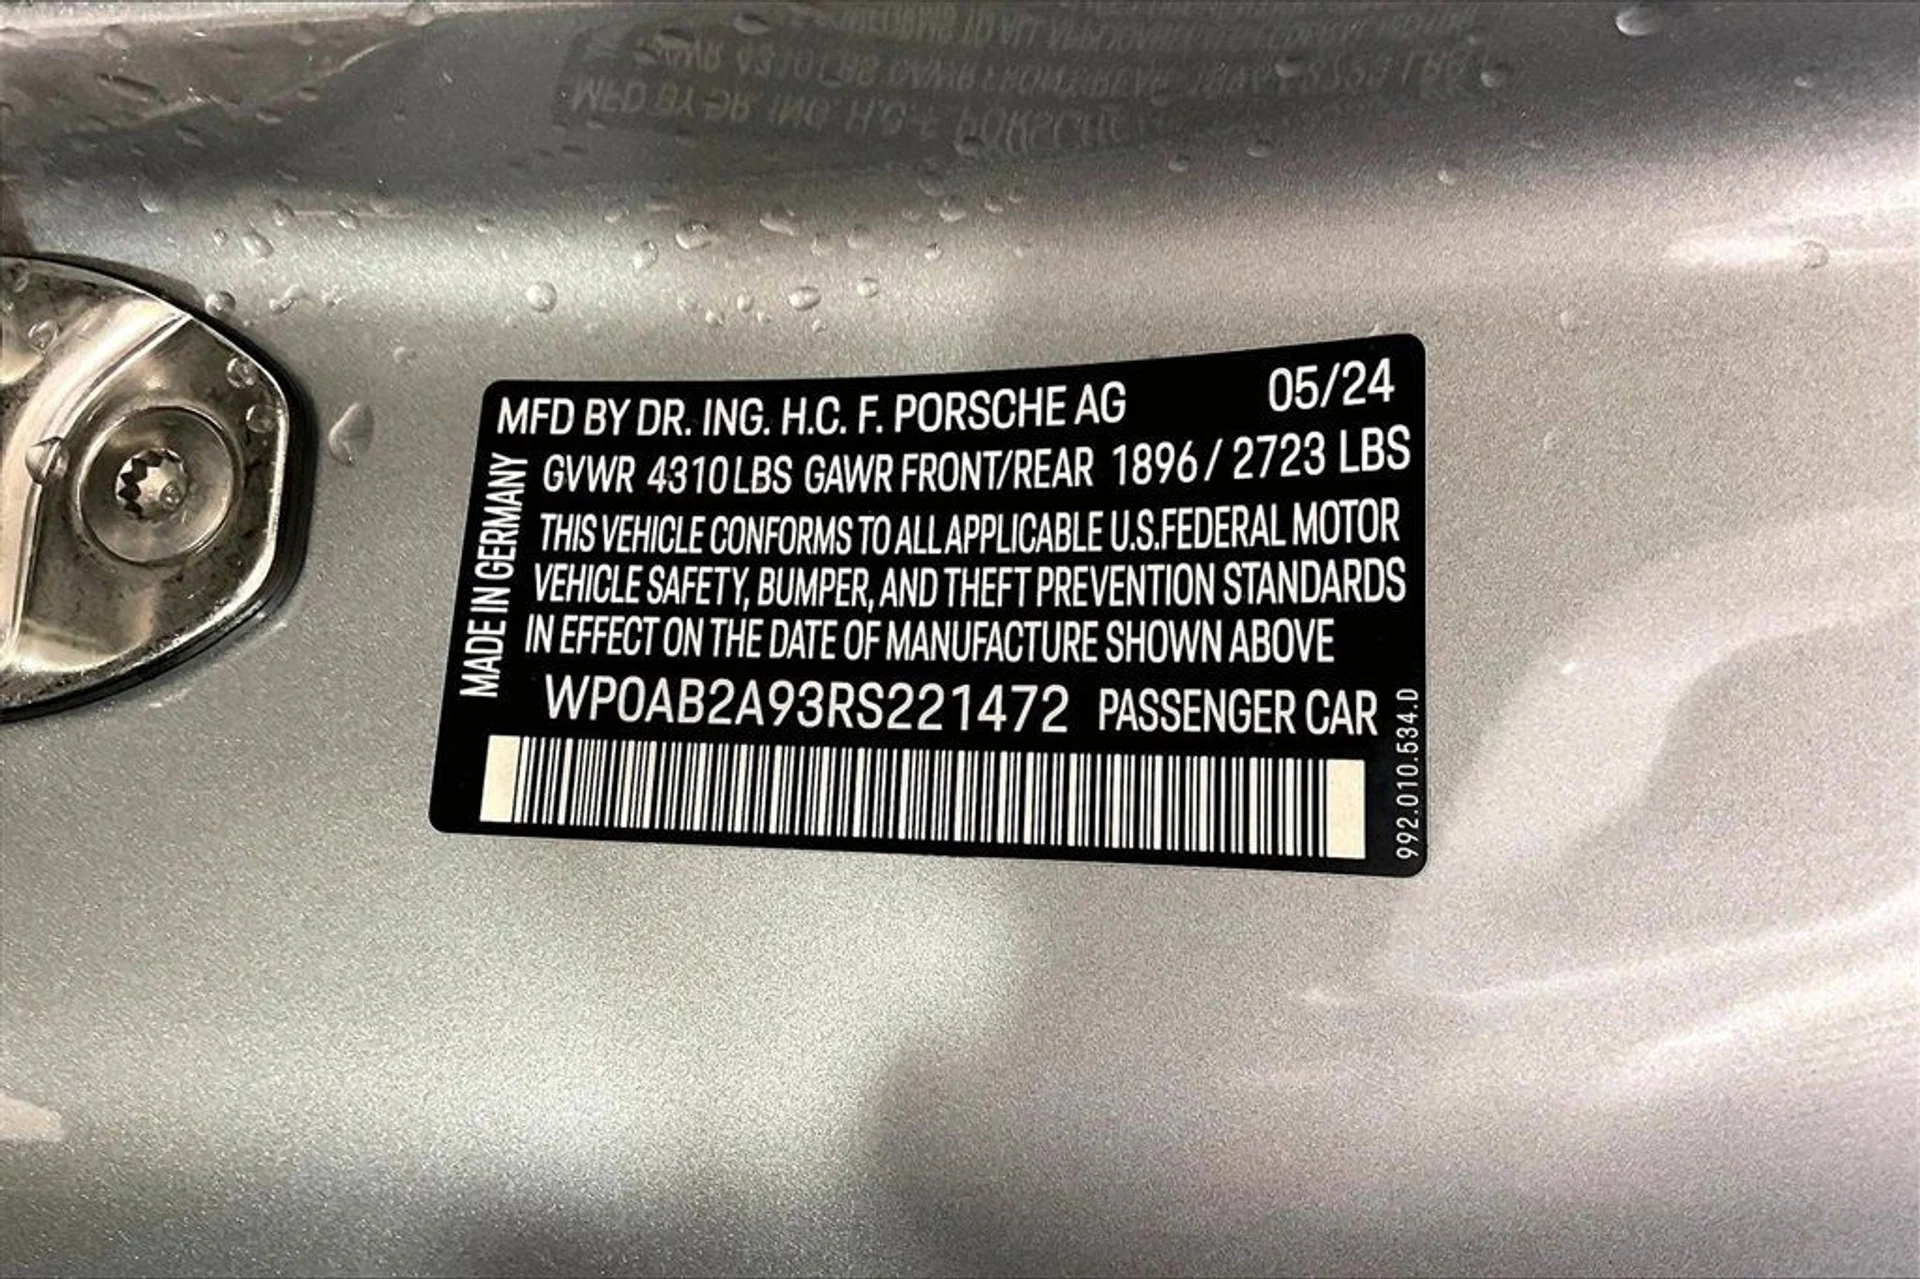 MFD BY DR. ING. H.C. F. PORSCHE AG 05/24
GVWR 4310 LBS GAWR FRONT/REAR 1896 / 2723 LBS
THIS VEHICLE CONFORMS TO ALL APPLICABLE U.S. FEDERAL MOTOR
VEHICLE SAFETY, BUMPER, AND THEFT PREVENTION STANDARDS
IN EFFECT ON THE DATE OF MANUFACTURE SHOWN ABOVE
WP0AB2A93RS221472 PASSENGER CAR
MADE IN GERMANY
992.010.534.D